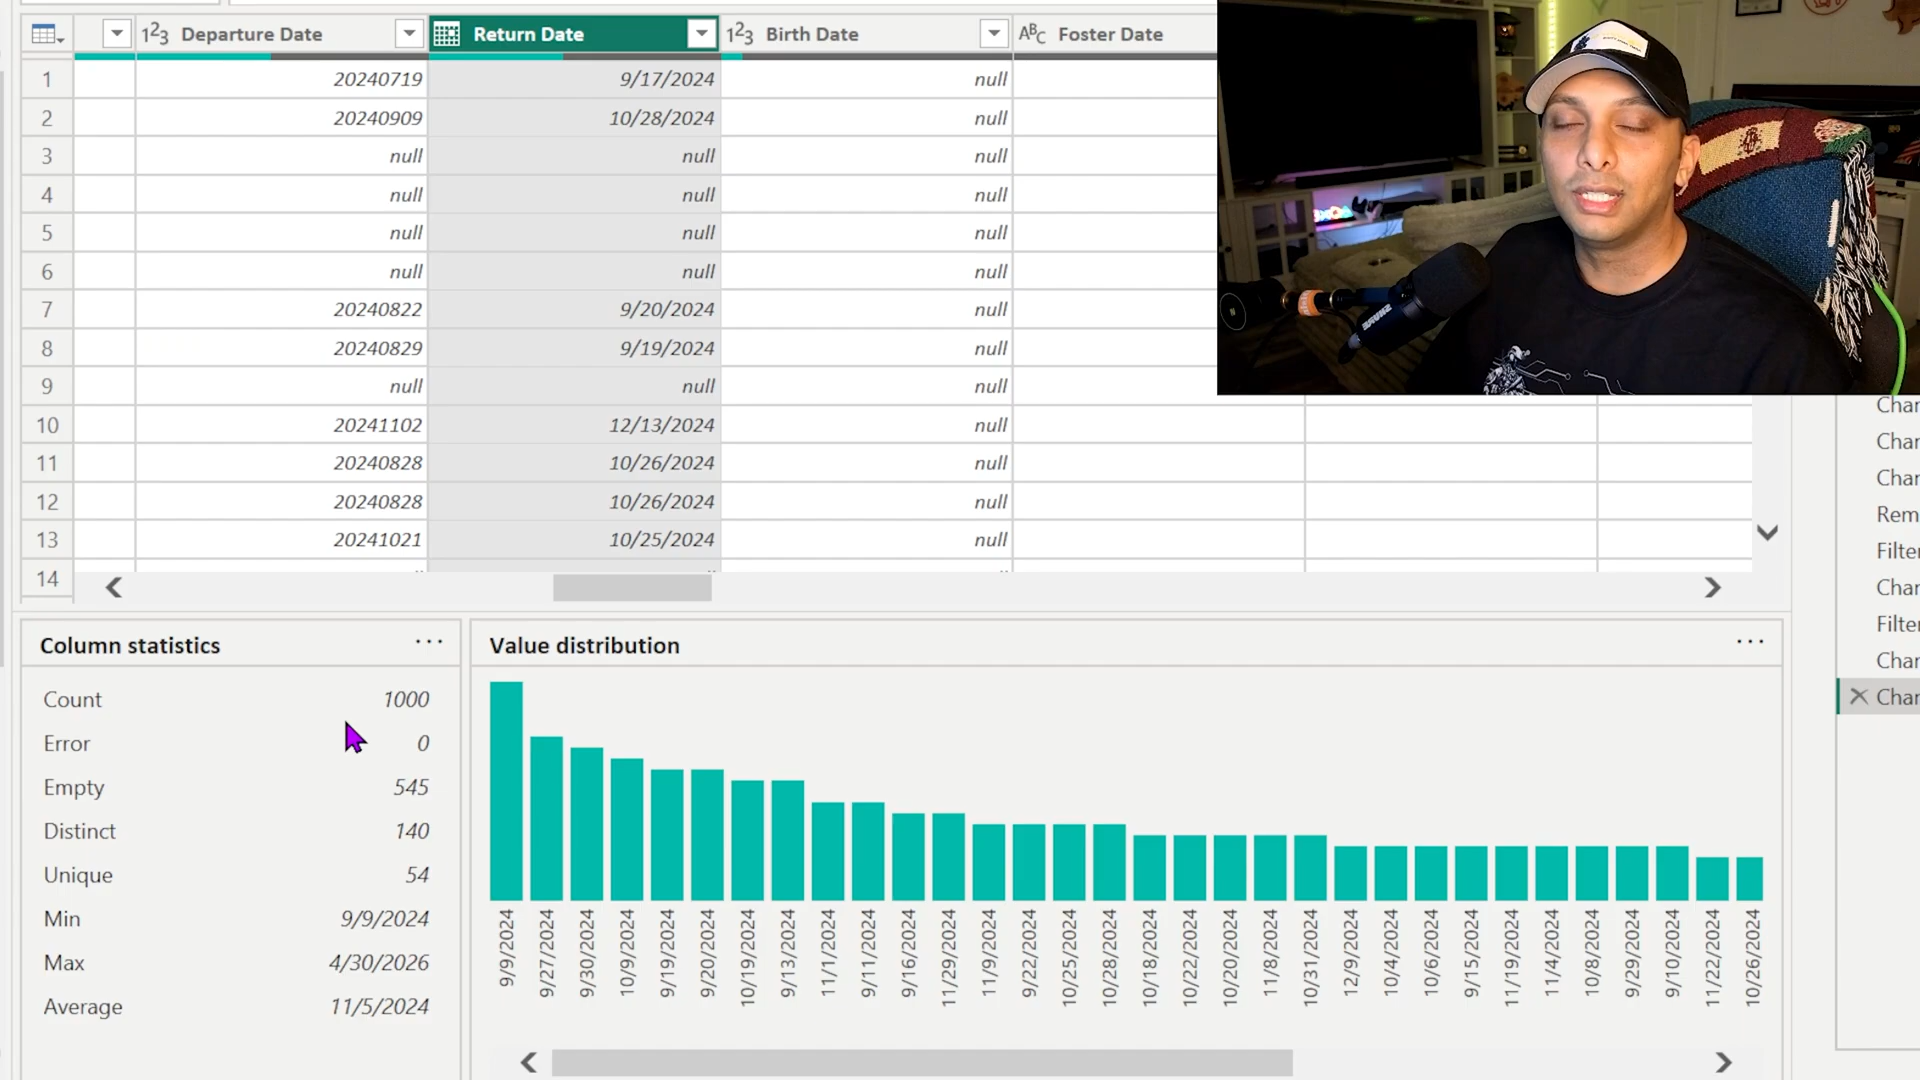 1²3 Departure Date Return Date 1²3 Birth Date ABC Foster Date
1 20240719 9/17/2024 null
2 20240909 10/28/2024 null
3 null null null
4 null null null
5 null null null
6 null null null
7 20240822 9/20/2024 null
8 20240829 9/19/2024 null
9 null null null
10 20241102 12/13/2024 null
11 20240828 10/26/2024 null
12 20240828 10/26/2024 null
13 20241021 10/25/2024 null
14
SHURE
Char
Char
Char
Rem
Filter
Char
Filter
Char
Char
Column statistics ...
Count 1000
Error 0
Empty 545
Distinct 140
Unique 54
Min 9/9/2024
Max 4/30/2026
Average 11/5/2024
Value distribution ...
9/9/2024
9/27/2024
9/30/2024
10/9/2024
9/19/2024
9/20/2024
10/19/2024
9/13/2024
11/1/2024
9/11/2024
9/16/2024
11/29/2024
11/9/2024
9/22/2024
10/25/2024
10/28/2024
10/18/2024
10/22/2024
10/20/2024
11/8/2024
10/31/2024
12/9/2024
10/4/2024
10/6/2024
9/15/2024
11/19/2024
11/4/2024
10/8/2024
9/29/2024
9/10/2024
11/22/2024
10/26/2024